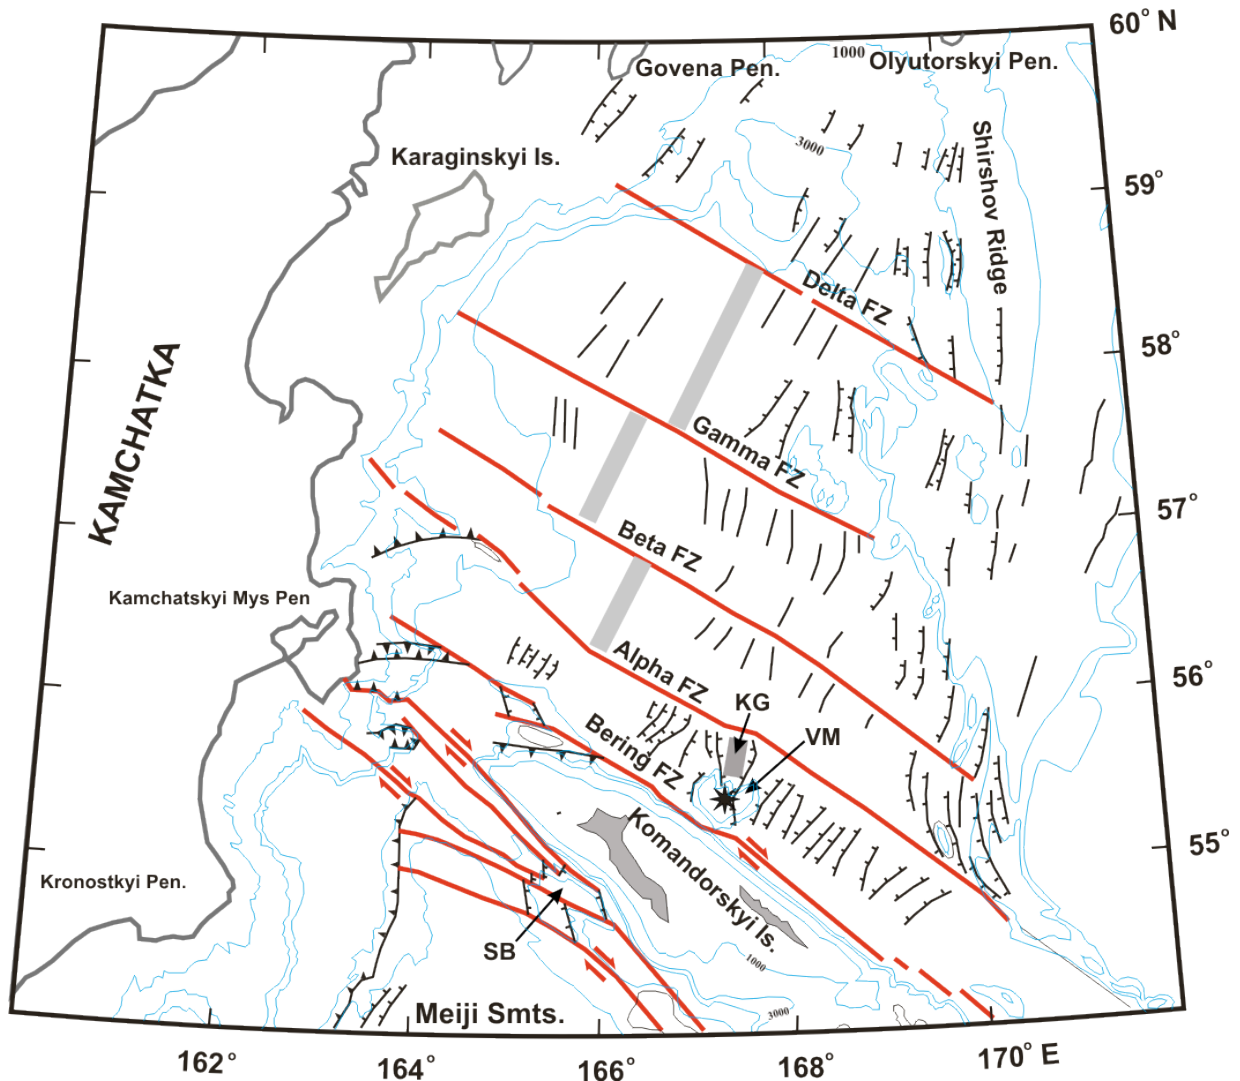 60° N
1000
Olyutorskyi Pen.
Govena Pen.
3000
Karaginskyi Is.
Shirshov Ridge
59°
Delta FZ
58°
KAMCHATKA
Gamma FZ
57°
Beta FZ
Kamchatskyi Mys Pen
Alpha FZ
56°
KG
Bering FZ
VM
Komandorskyi Is.
55°
Kronostkyi Pen.
SB
1000
Meiji Smts.
3000
162°
164°
166°
168°
170° E